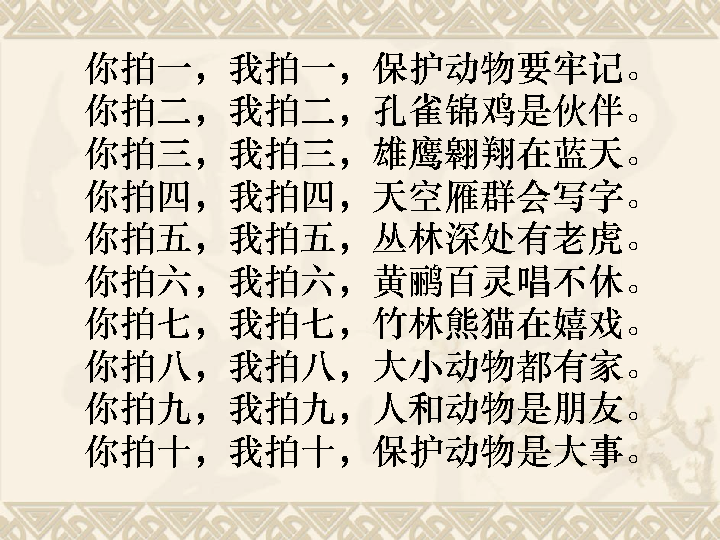 你拍一，我拍一，保护动物要牢记。
你拍二，我拍二，孔雀锦鸡是伙伴。
你拍三，我拍三，雄鹰翱翔在蓝天。
你拍四，我拍四，天空雁群会写字。
你拍五，我拍五，丛林深处有老虎。
你拍六，我拍六，黄鹂百灵唱不休。
你拍七，我拍七，竹林熊猫在嬉戏。
你拍八，我拍八，大小动物都有家。
你拍九，我拍九，人和动物是朋友。
你拍十，我拍十，保护动物是大事。